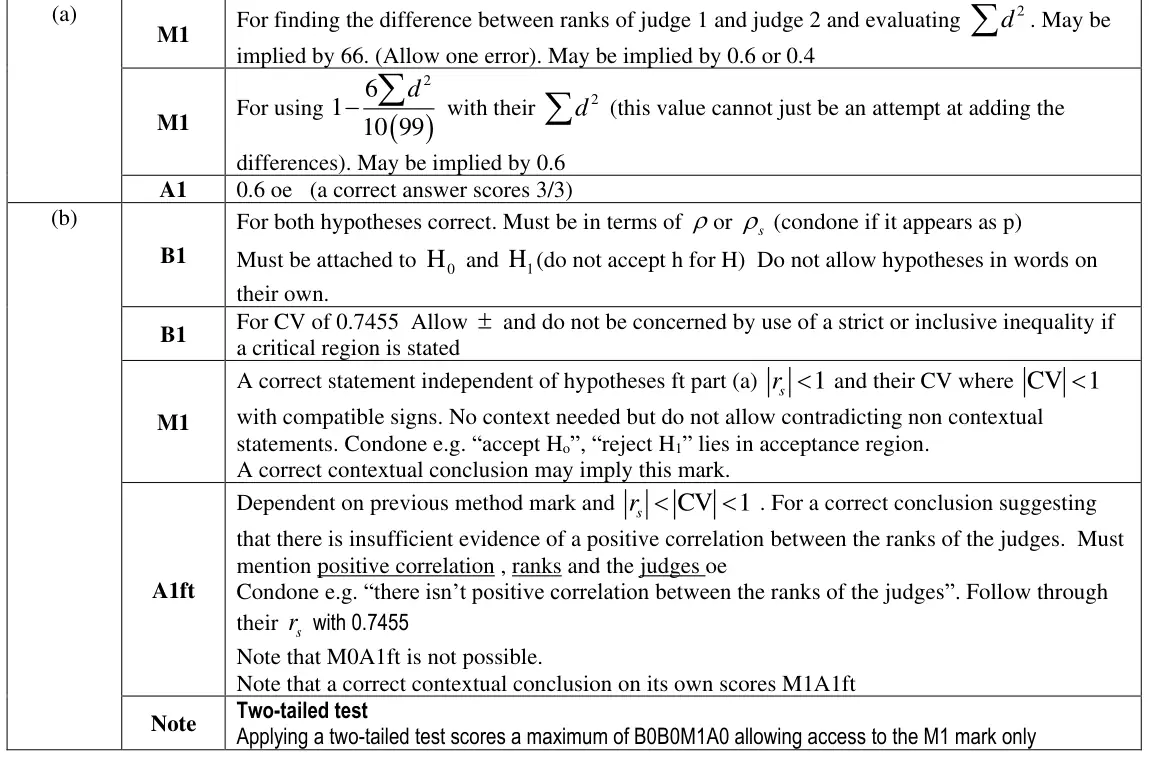 (a)
M1
For finding the difference between ranks of judge 1 and judge 2 and evaluating ∑d². May be
implied by 66. (Allow one error). May be implied by 0.6 or 0.4
M1
For using 1 − 6∑d² / 10(99) with their ∑d² (this value cannot just be an attempt at adding the
differences). May be implied by 0.6
A1
0.6 oe (a correct answer scores 3/3)
(b)
B1
For both hypotheses correct. Must be in terms of ρ or ρₛ (condone if it appears as p)
Must be attached to H₀ and H₁(do not accept h for H) Do not allow hypotheses in words on
their own.
B1
For CV of 0.7455 Allow ± and do not be concerned by use of a strict or inclusive inequality if
a critical region is stated
M1
A correct statement independent of hypotheses ft part (a) |rₛ| < 1 and their CV where |CV| < 1
with compatible signs. No context needed but do not allow contradicting non contextual
statements. Condone e.g. “accept Hₒ”, “reject H₁” lies in acceptance region.
A correct contextual conclusion may imply this mark.
A1ft
Dependent on previous method mark and |rₛ| < |CV| < 1 . For a correct conclusion suggesting
that there is insufficient evidence of a positive correlation between the ranks of the judges. Must
mention positive correlation , ranks and the judges oe
Condone e.g. “there isn’t positive correlation between the ranks of the judges”. Follow through
their rₛ with 0.7455
Note that M0A1ft is not possible.
Note that a correct contextual conclusion on its own scores M1A1ft
Note
Two-tailed test
Applying a two-tailed test scores a maximum of B0B0M1A0 allowing access to the M1 mark only